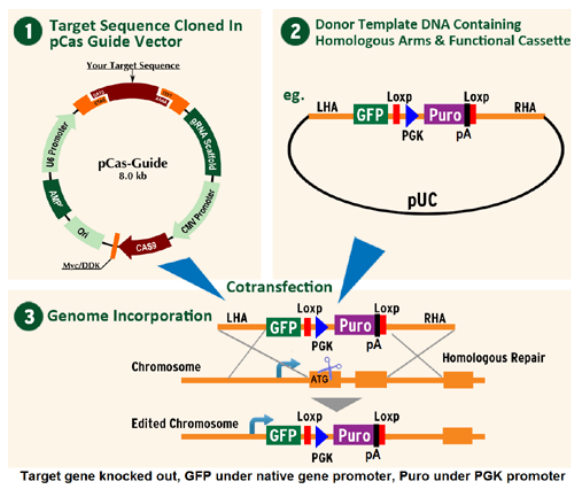 1 Target Sequence Cloned In
pCas Guide Vector
Your Target Sequence
U6 Promoter
gRNA Scaffold
pCas-Guide
8.0 kb
AMPr
CMV Promoter
Ori
CAS9
Myc/DDK
2 Donor Template DNA Containing
Homologous Arms & Functional Cassette
eg.
Loxp Loxp
LHA GFP Puro RHA
PGK pA
pUC
Cotransfection
3 Genome Incorporation
LHA Loxp Loxp RHA
GFP Puro
PGK pA
Homologous Repair
Chromosome
ATG
Edited Chromosome
Loxp Loxp
GFP Puro
PGK pA
Target gene knocked out, GFP under native gene promoter, Puro under PGK promoter